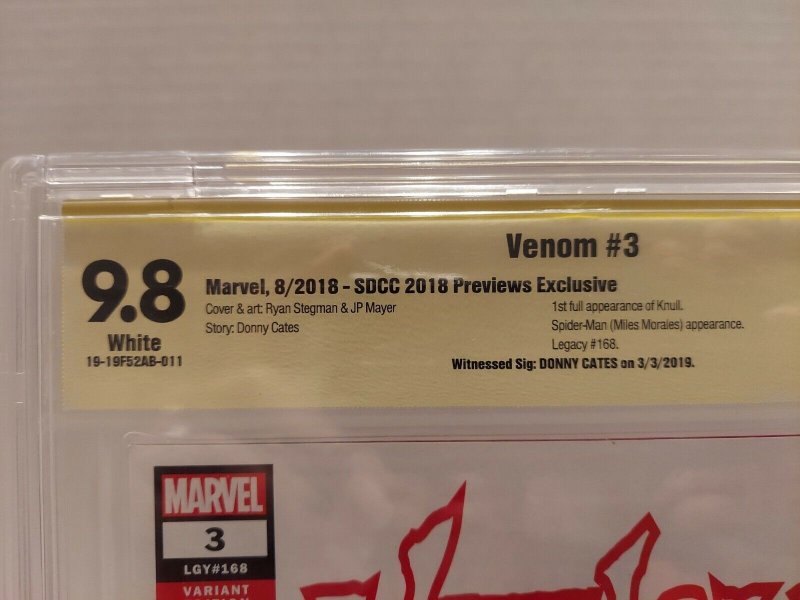 Venom #3
9.8
White
19-19F52AB-011
Marvel, 8/2018 - SDCC 2018 Previews Exclusive
Cover & art: Ryan Stegman & JP Mayer
Story: Donny Cates
1st full appearance of Knull.
Spider-Man (Miles Morales) appearance.
Legacy #168.
Witnessed Sig: DONNY CATES on 3/3/2019.
MARVEL
3
LGY#168
VARIANT